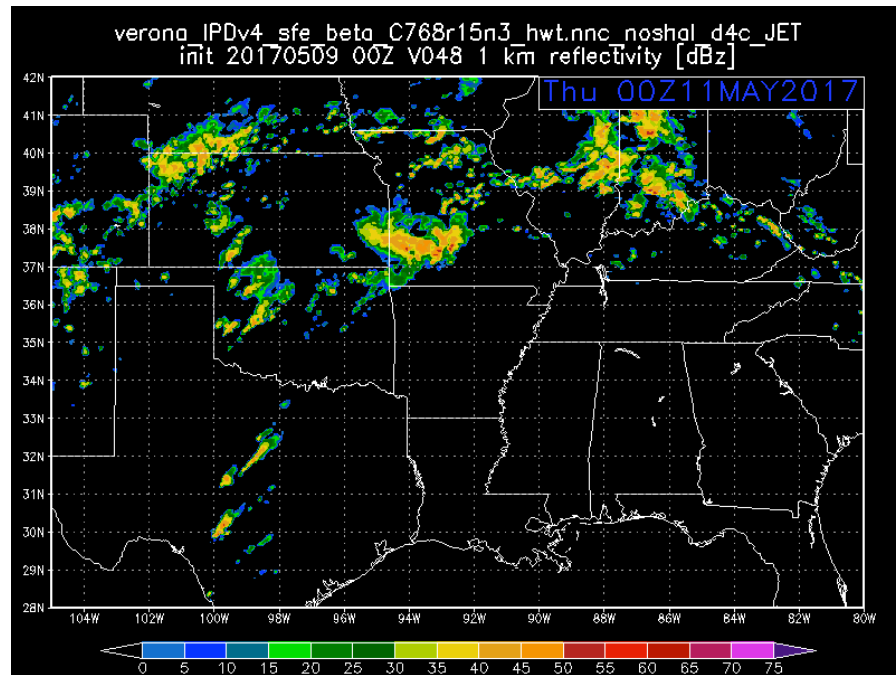 verona_IPDv4_sfe_beta_C768r15n3_hwt.nnc_noshal_d4c_JET
init 20170509 00Z V048 1 km reflectivity [dBz]
Thu 00Z11MAY2017
42N
41N
40N
39N
38N
37N
36N
35N
34N
33N
32N
31N
30N
29N
28N
104W 102W 100W 98W 96W 94W 92W 90W 88W 86W 84W 82W 80W
0 5 10 15 20 25 30 35 40 45 50 55 60 65 70 75